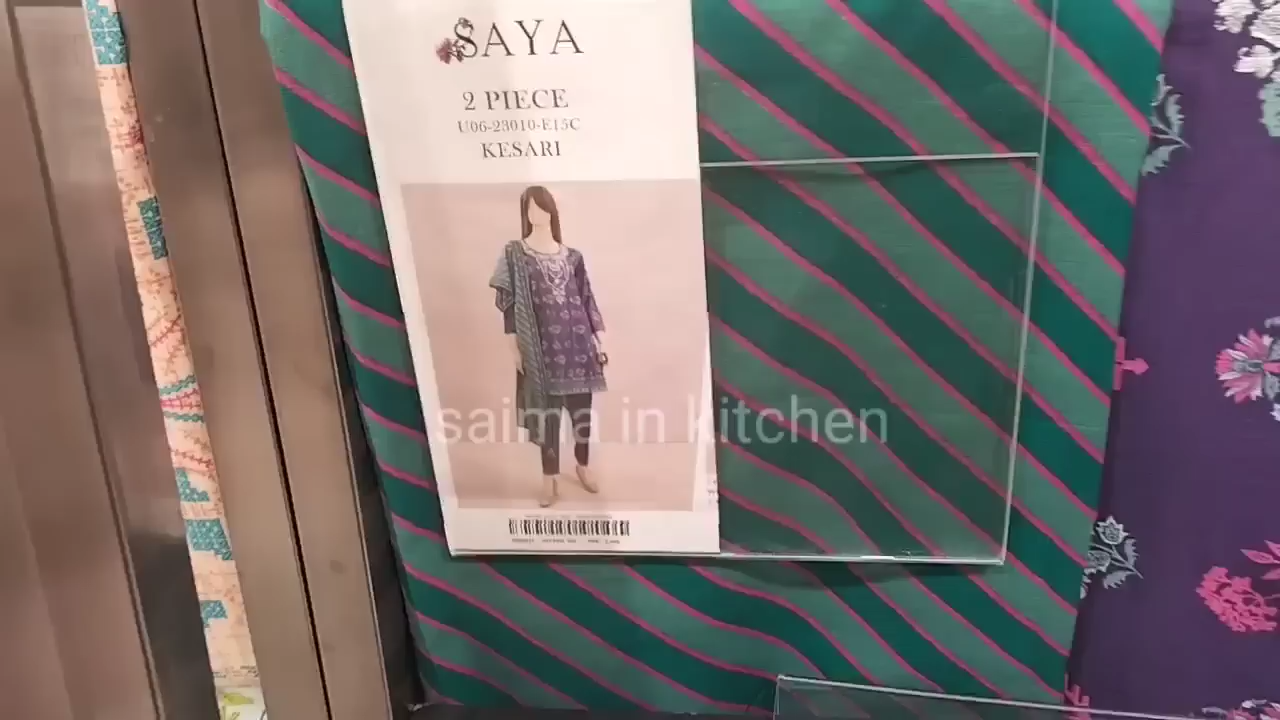 SAYA
2 PIECE
U06-23010-E15C
KESARI
saima in kitchen